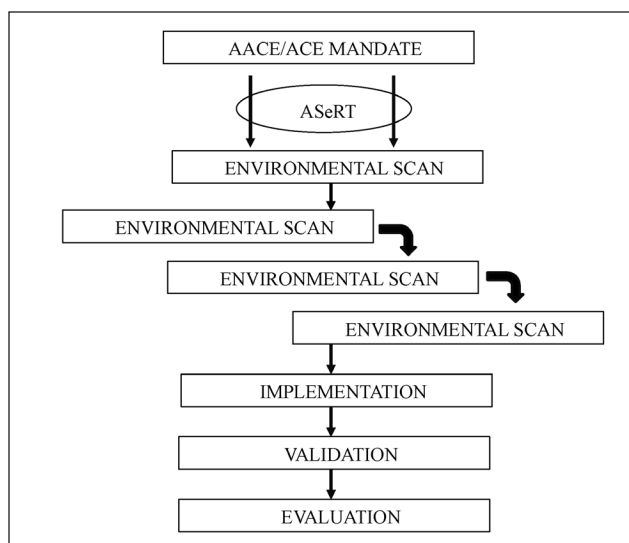 AACE/ACE MANDATE
ASeRT
ENVIRONMENTAL SCAN
ENVIRONMENTAL SCAN
ENVIRONMENTAL SCAN
ENVIRONMENTAL SCAN
IMPLEMENTATION
VALIDATION
EVALUATION